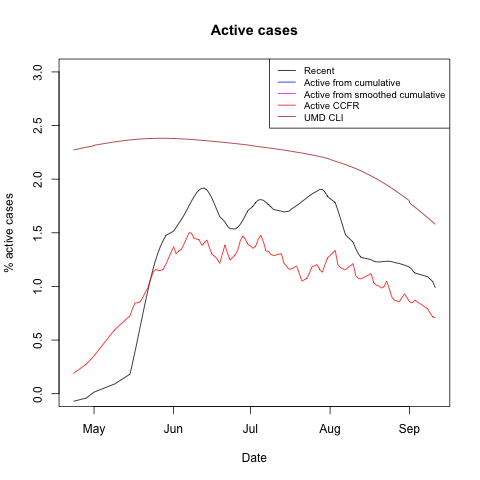 Active cases
Recent
Active from cumulative
Active from smoothed cumulative
Active CCFR
UMD CLI
% active cases
3.0
2.5
2.0
1.5
1.0
0.5
0.0
May Jun Jul Aug Sep
Date